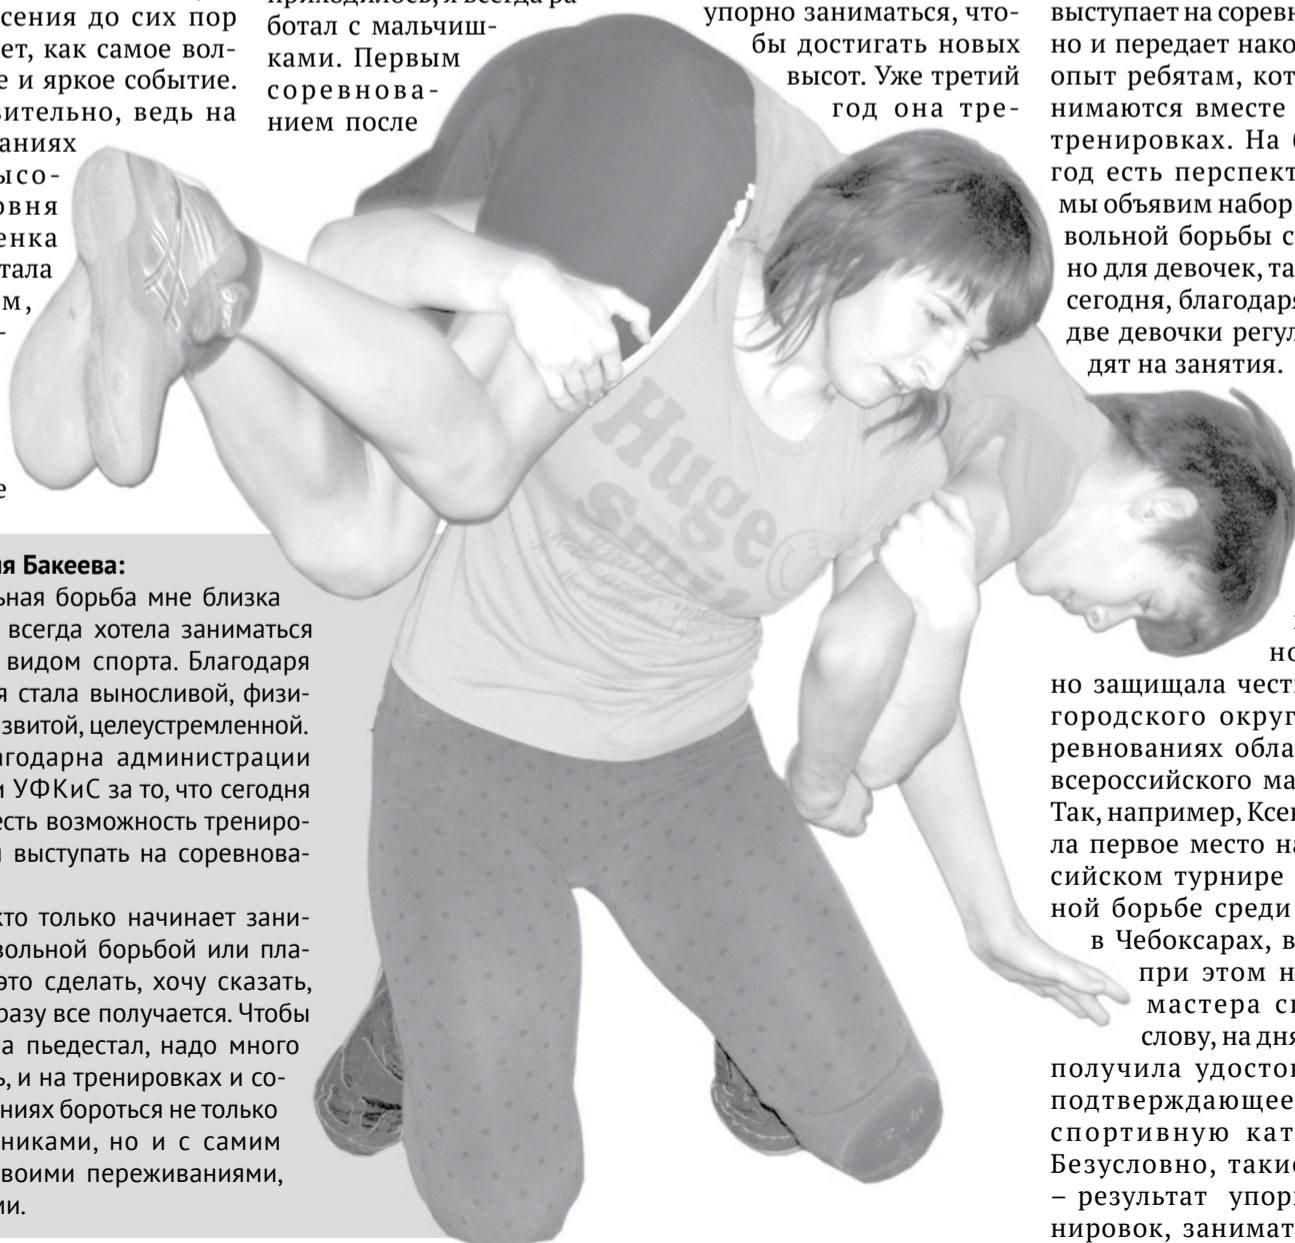 сения до сих пор
ет, как самое вол-
е и яркое событие.
вительно, ведь на
аниях
ысо-
овня
енка
тала
м,
-
е
ботал с мальчиш-
ками. Первым
соревнова-
нием после
упорно заниматься, что-
бы достигать новых
высот. Уже третий
год она тре-
выступает на соревн
но и передает нако
опыт ребятам, кот
нимаются вместе
тренировках. На б
год есть перспект
мы объявим набор
вольной борьбы с
но для девочек, та
сегодня, благодаря
две девочки регул
дят на занятия.
но
но защищала чест
городского округ
ревнованиях обла
всероссийского ма
Так, например, Ксен
ла первое место на
сийском турнире
ной борьбе среди
в Чебоксарах, в
при этом н
мастера сп
слову, на дня
получила удостов
подтверждающее
спортивную кат
Безусловно, такие
– результат упор
нировок, занимат
ия Бакеева:
ьная борьба мне близка
всегда хотела заниматься
видом спорта. Благодаря
я стала выносливой, физи-
звитой, целеустремленной.
агодарна администрации
и УФКиС за то, что сегодня
есть возможность трениро-
и выступать на соревнова-
кто только начинает зани-
вольной борьбой или пла-
это сделать, хочу сказать,
разу все получается. Чтобы
а пьедестал, надо много
ь, и на тренировках и со-
ниях бороться не только
никами, но и с самим
воими переживаниями,
ми.
Huge